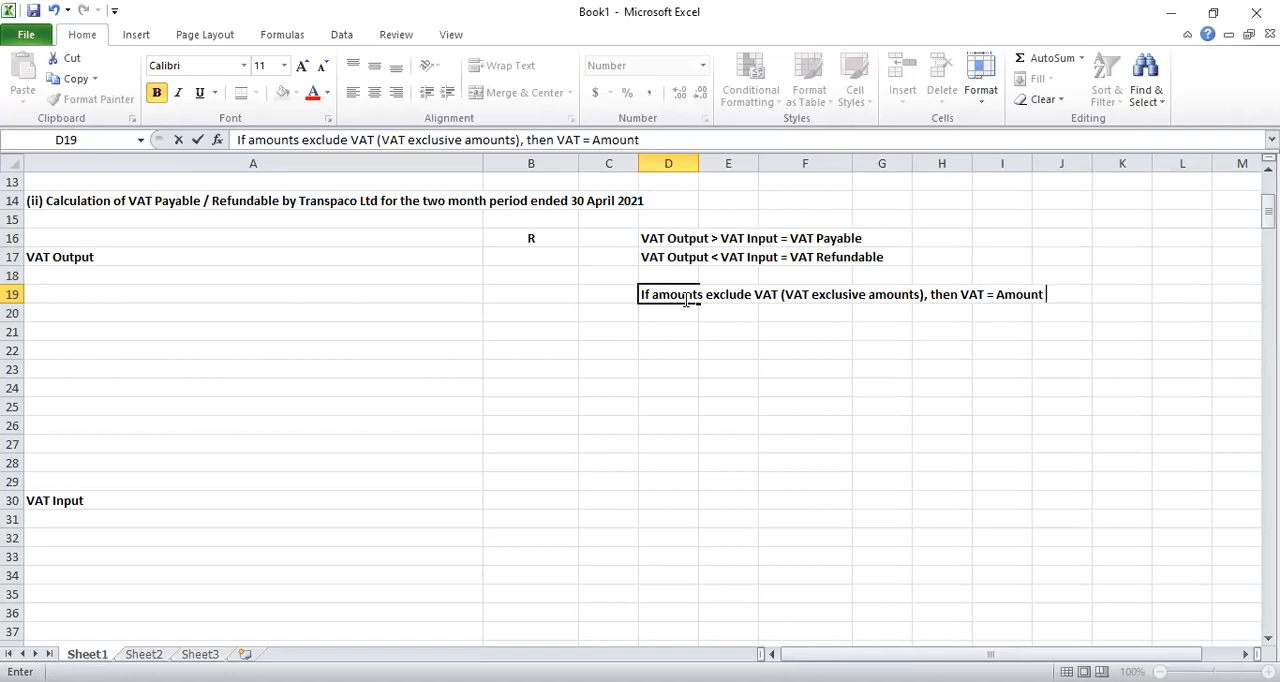 Book1 - Microsoft Excel
File Home Insert Page Layout Formulas Data Review View
Paste
Cut
Copy
Format Painter
Clipboard
Calibri 11
B I U
Font
Wrap Text
Merge & Center
Alignment
Number
$ % ,
Number
Conditional Formatting
Format as Table
Cell Styles
Styles
Insert Delete Format
Cells
AutoSum
Fill
Clear
Sort & Filter
Find & Select
Editing
D19 fx If amounts exclude VAT (VAT exclusive amounts), then VAT = Amount
A B C D E F G H I J K L M
13
14 (ii) Calculation of VAT Payable / Refundable by Transpaco Ltd for the two month period ended 30 April 2021
15
16 R VAT Output > VAT Input = VAT Payable
17 VAT Output VAT Output < VAT Input = VAT Refundable
18
19 If amounts exclude VAT (VAT exclusive amounts), then VAT = Amount
20
21
22
23
24
25
26
27
28
29
30 VAT Input
31
32
33
34
35
36
37
Sheet1 Sheet2 Sheet3
Enter 100%